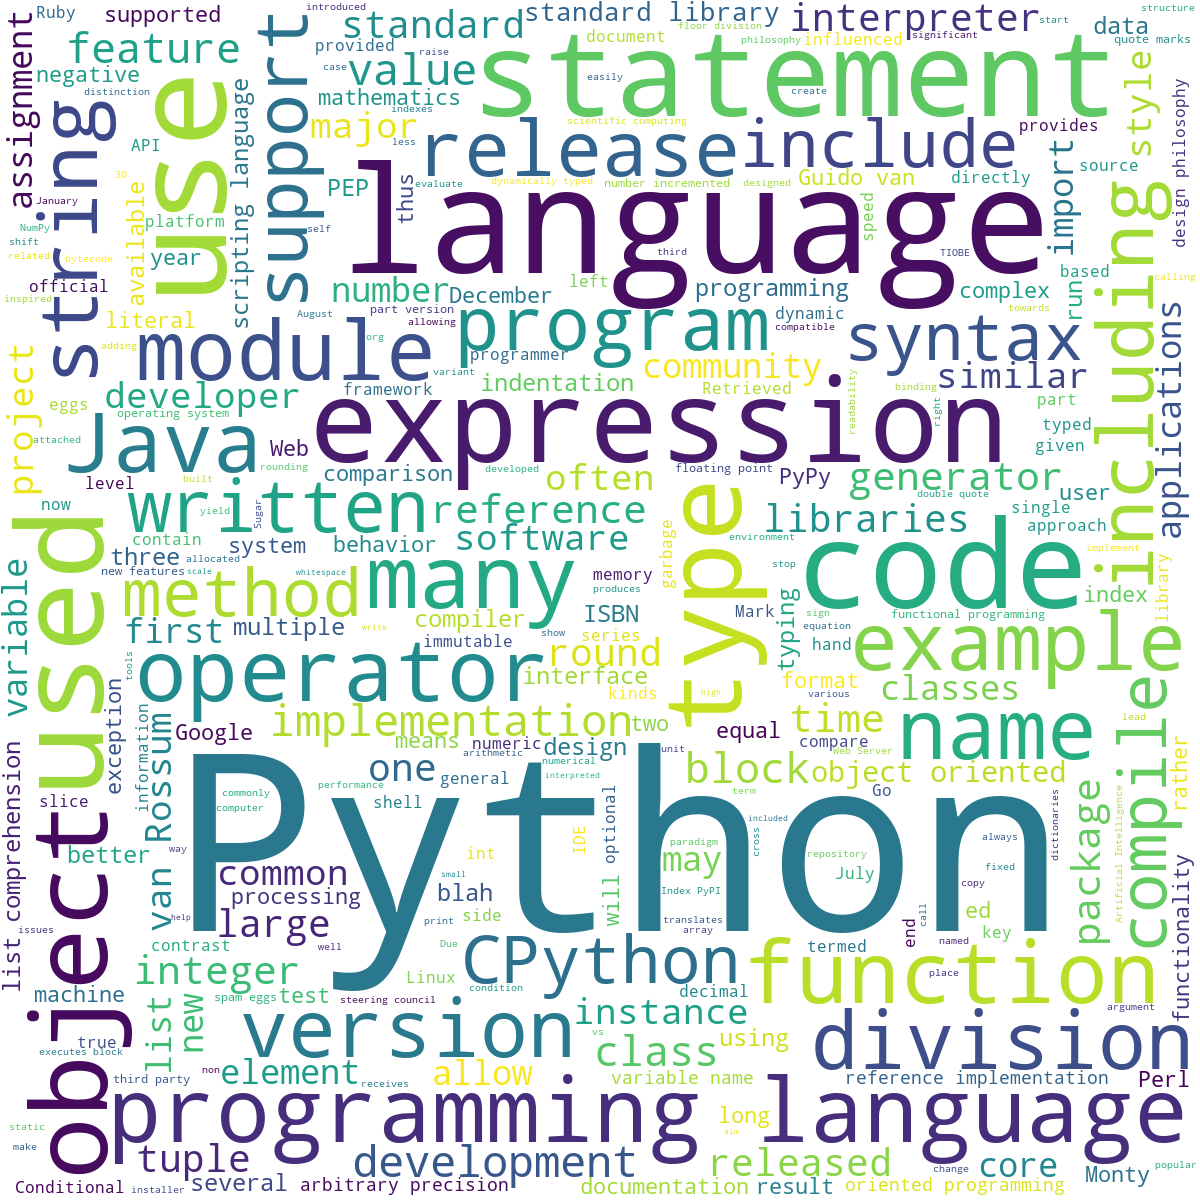 Ruby
supported
introduced
standard library
floor division
interpreter
start
structure
assignment
feature
standard
document
philosophy
influenced
significant
data
quote marks
negative
distinction
support
provided
raise
case
value
easily
statement
create
style
design philosophy
use
string
scripting language
mathematics
indexes
major
less
scientific computing
release
include
provides
API
3D
PEP
thus
evaluate
dynamically typed
number incremented
designed
Guido van
directly
import
source
January
NumPy
available
platform
self
language
third
speed
TIOBE
including
shift
related
bytecode
year
official
inspired
literal
number
December
left
programming
complex
based
run
calling
towards
August
part version
allowing
org
program
dynamic
compatible
applications
adding
module
programmer
variant
community
syntax
project
developer
framework
indentation
Retrieved
similar
readability
binding
right
part
eggs
operating system
attached
Java
Web
rounding
expression
typed
given
level
built
comparison
developed
often
floating point
PyPy
generator
double quote
user
now
yield
Sugar
written
reference
type
libraries
single
approach
contain
system
behavior
software
garbage
environment
stop
code
implement
library
three
allocated
new features
scale
whitespace
many
memory
produces
used
variable
method
compiler
ISBN
Mark
typing
sign
functional programming
index
first
multiple
write
immutable
show
series
equation
hand
example
tools
operator
round
interface
kinds
high
format
various
classes
exception
information
van Rossum
Google
implementation
means
numeric
arithmetic
two
design
numerical
unit
equal
time
compare
Web Server
name
lead
compile
rather
list comprehension
object
slice
commonly
computer
performance
one
general
interpreted
shell
block
object oriented
term
Go
Python
included
cross
dictionaries
package
Artificial Intelligence
better
way
common
small
int
IDE
optional
paradigm
may
repository
July
always
fixed
help
processing
large
blah
print
side
will
Index PyPI
translates
array
copy
ed
key
call
end
named
issues
contrast
well
Due
termed
functionality
machine
integer
spam eggs
test
Linux
condition
CPython
decimal
function
place
true
executes block
list
new
steering council
version
instance
vs
argument
non
element
receives
allow
class
using
division
third party
variable name
reference implementation
Perl
static
make
programming language
long
aim
tuple
development
released
core
change
Monty
popular
Conditional
installer
several
arbitrary precision
documentation
result
oriented programming